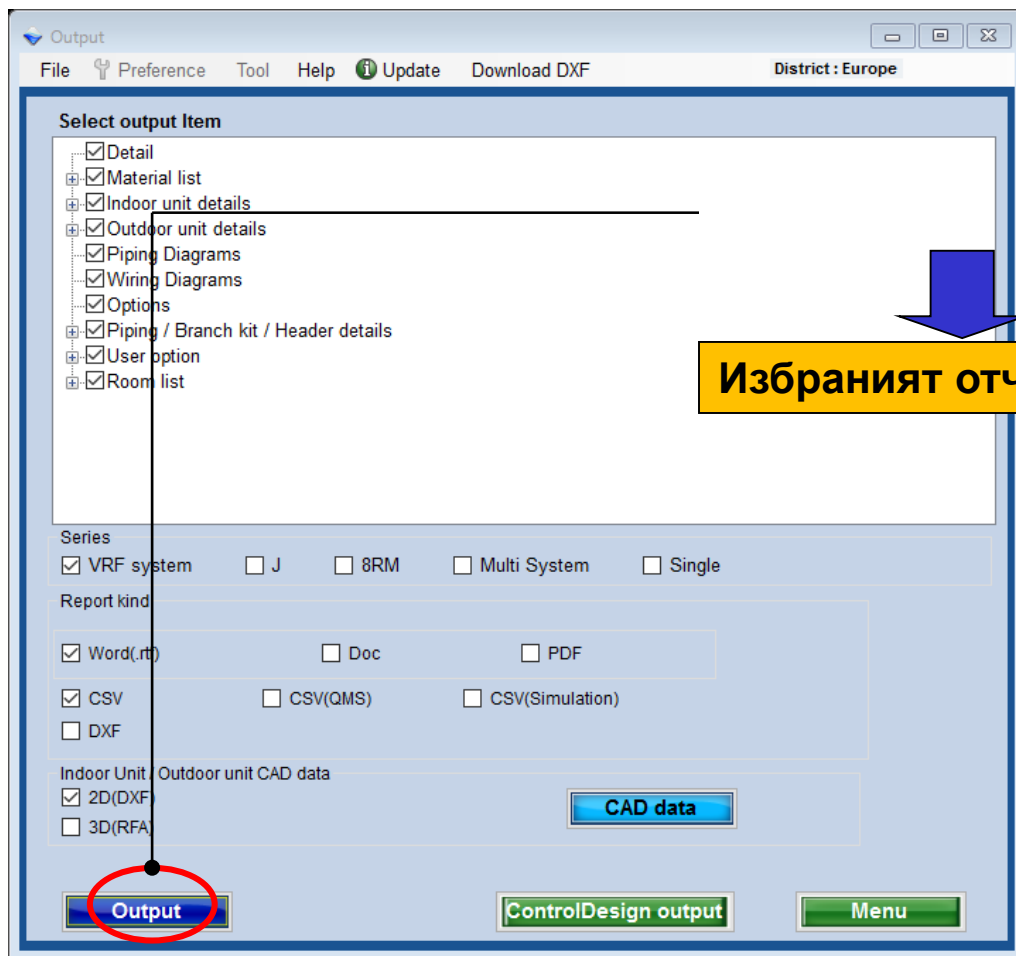 Output
File Preference Tool Help Update Download DXF District : Europe
Select output Item
Detail
Material list
Indoor unit details
Outdoor unit details
Piping Diagrams
Wiring Diagrams
Options
Piping / Branch kit / Header details
User option
Room list
Избраният отч
Series
VRF system J 8RM Multi System Single
Report kind
Word(.rtf) Doc PDF
CSV CSV(QMS) CSV(Simulation)
DXF
Indoor Unit / Outdoor unit CAD data
2D(DXF)
3D(RFA)
CAD data
Output ControlDesign output Menu